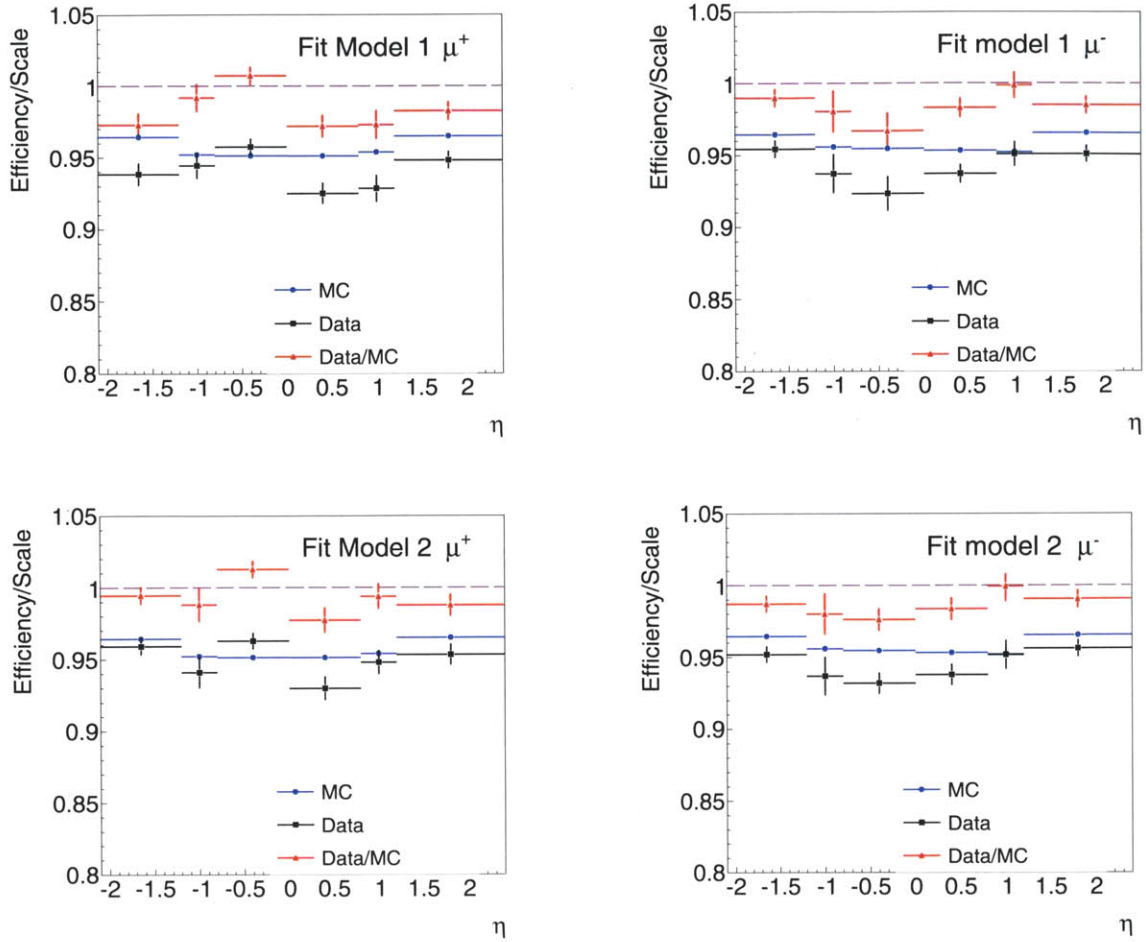 Efficiency/Scale
1.05
1
0.95
0.9
0.85
0.8
Fit Model 1 μ+
MC
Data
Data/MC
-2 -1.5 -1 -0.5 0 0.5 1 1.5 2
η
Efficiency/Scale
1.05
1
0.95
0.9
0.85
0.8
Fit model 1 μ-
MC
Data
Data/MC
-2 -1.5 -1 -0.5 0 0.5 1 1.5 2
η
Efficiency/Scale
1.05
1
0.95
0.9
0.85
0.8
Fit Model 2 μ+
MC
Data
Data/MC
-2 -1.5 -1 -0.5 0 0.5 1 1.5 2
η
Efficiency/Scale
1.05
1
0.95
0.9
0.85
0.8
Fit model 2 μ-
MC
Data
Data/MC
-2 -1.5 -1 -0.5 0 0.5 1 1.5 2
η